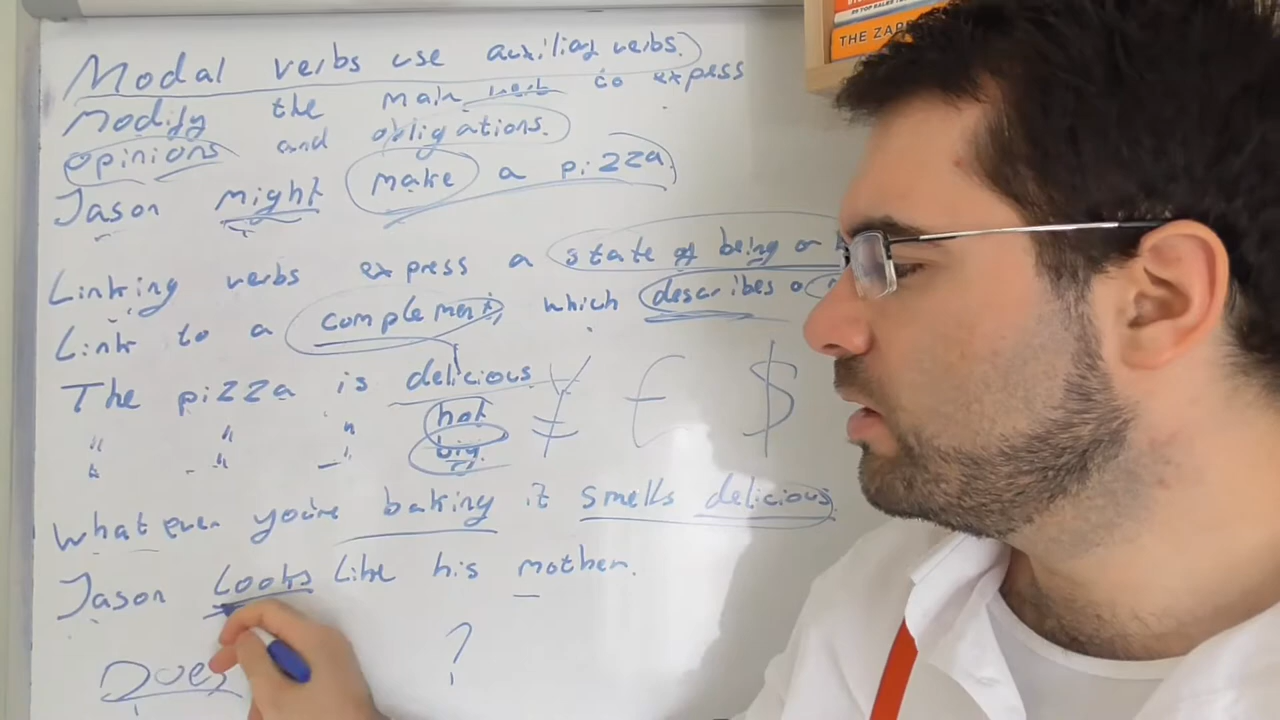 THE ZAPP
Modal verbs use auxiliary verbs.
Modify the main verb to express
opinions and obligations.
Jason might make a pizza.
Linking verbs express a state of being or
Link to a complement, which describes
The pizza is delicious ¥ € $
" " " hot
" " " big.
Whatever you're baking it smells delicious.
Jason looks like his mother.
Does ?